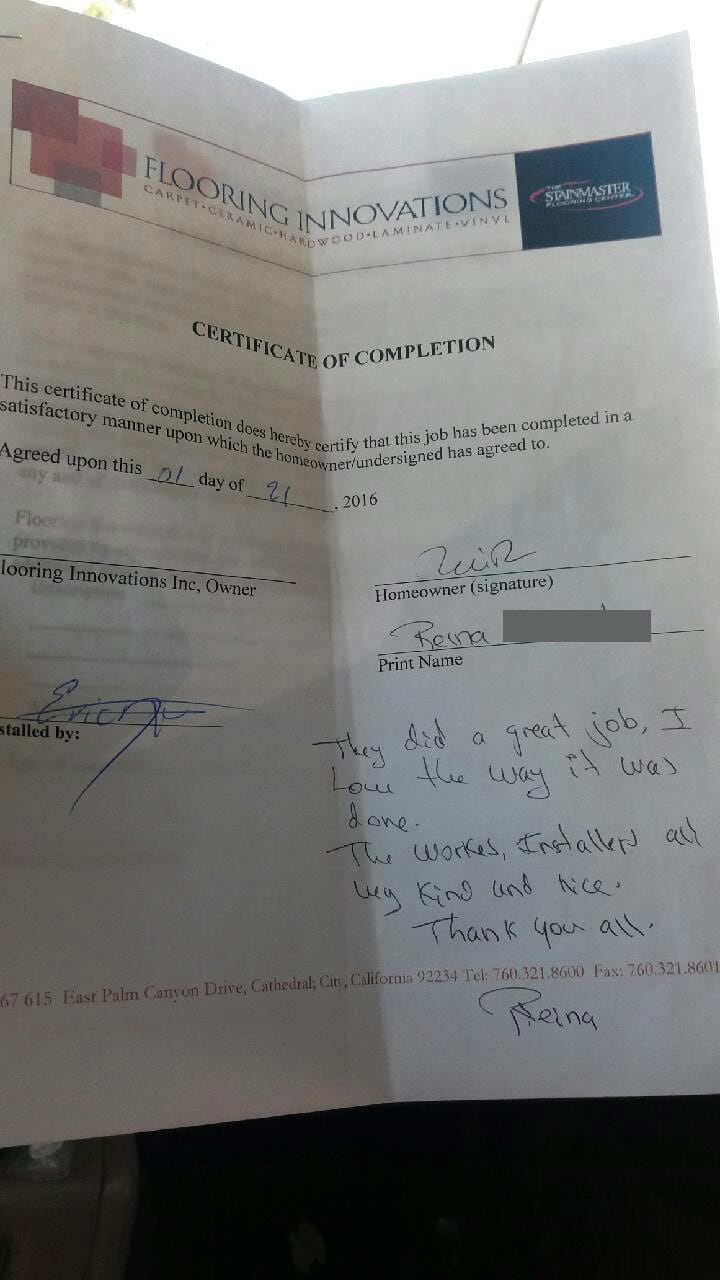 FLOORING INNOVATIONS
CARPET•CERAMIC•HARDWOOD•LAMINATE•VINYL
THE
STAINMASTER
FLOORING CENTER
CERTIFICATE OF COMPLETION
This certificate of completion does hereby certify that this job has been completed in a
satisfactory manner upon which the homeowner/undersigned has agreed to.
Agreed upon this 01 day of 21, 2016
looring Innovations Inc, Owner
Homeowner (signature)
Reina
Print Name
stalled by:
They did a great job, I
Love the way it was
done.
The workes, Installers all
very kind and nice.
Thank you all.
67 615 East Palm Canyon Drive, Cathedral; City, California 92234 Tel: 760.321.8600 Fax: 760.321.8601
Reina